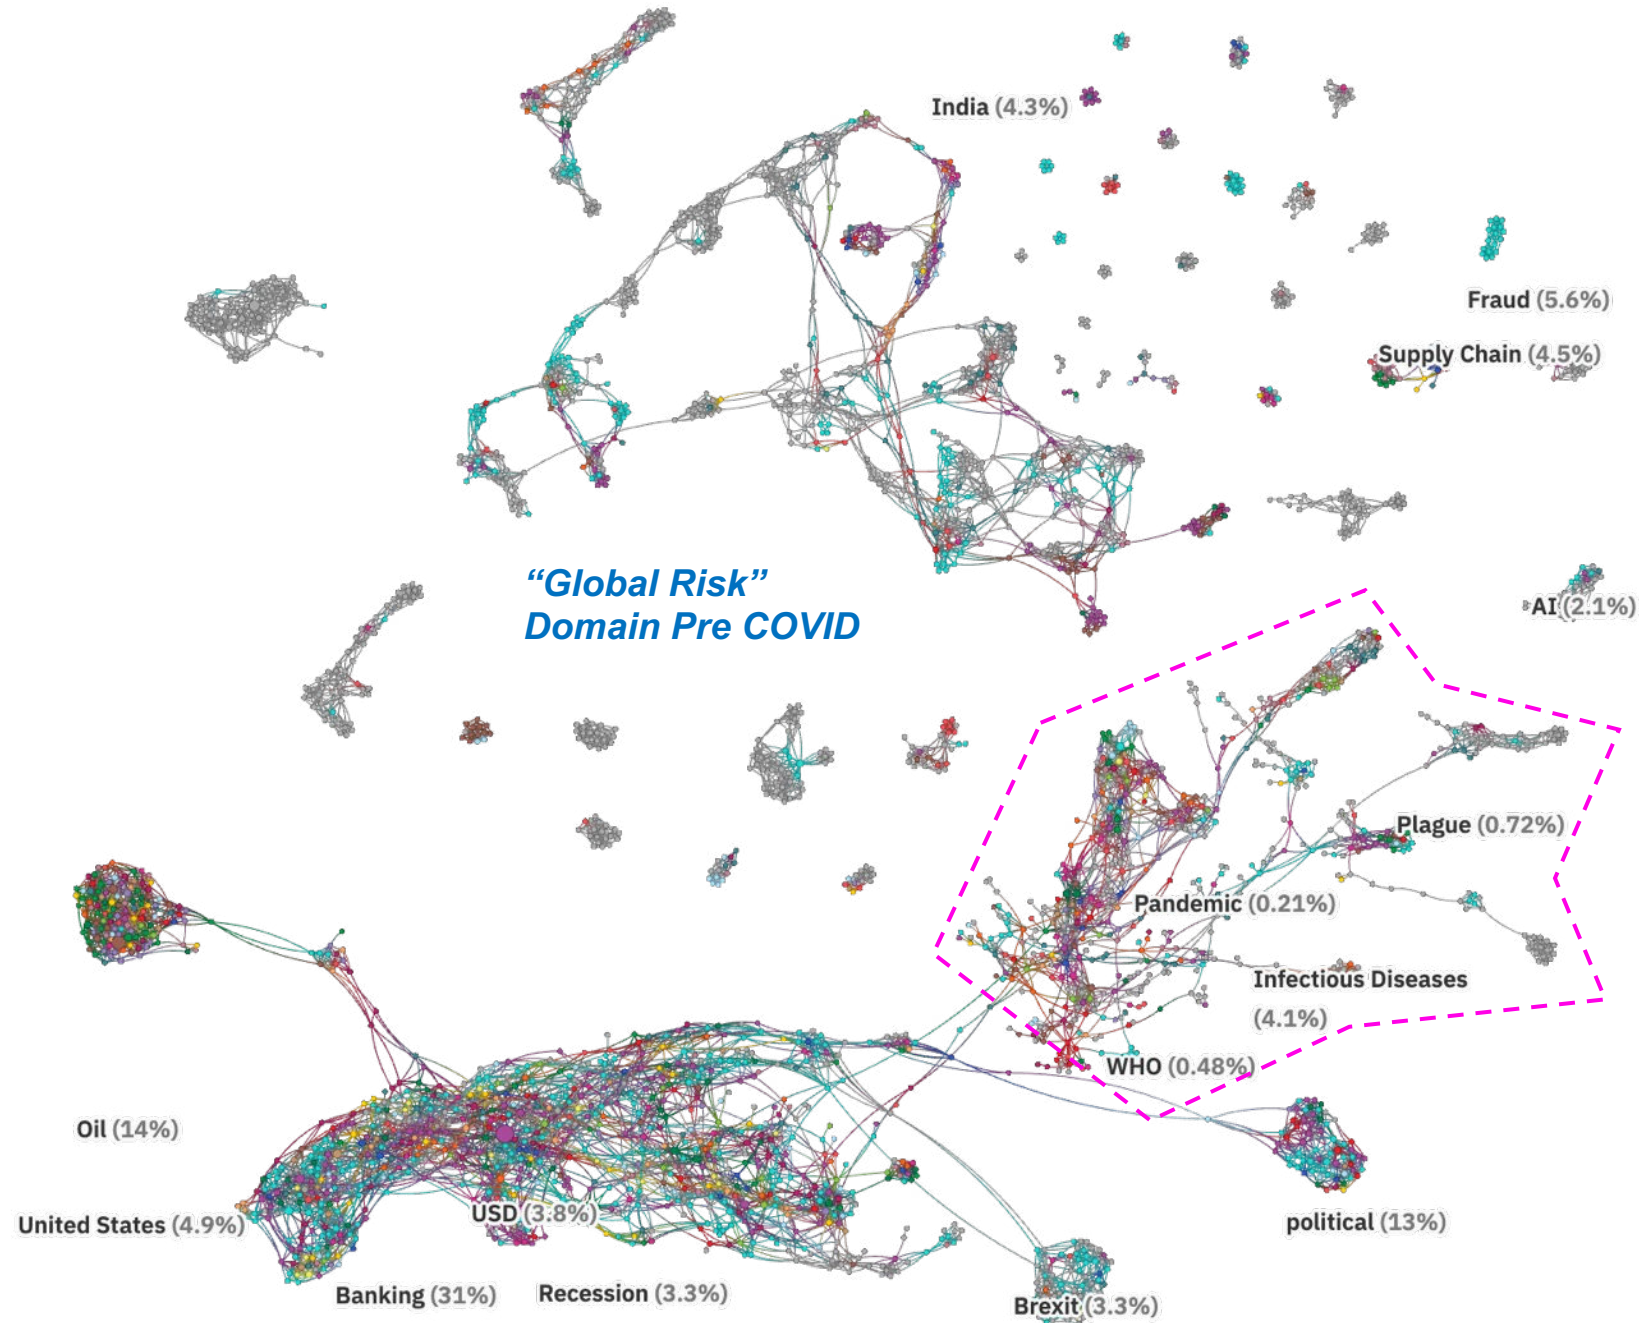 India (4.3%)
Fraud (5.6%)
Supply Chain (4.5%)
“Global Risk”
Domain Pre COVID
AI (2.1%)
Plague (0.72%)
Pandemic (0.21%)
Infectious Diseases
(4.1%)
WHO (0.48%)
Oil (14%)
United States (4.9%)
USD (3.8%)
political (13%)
Banking (31%)
Recession (3.3%)
Brexit (3.3%)